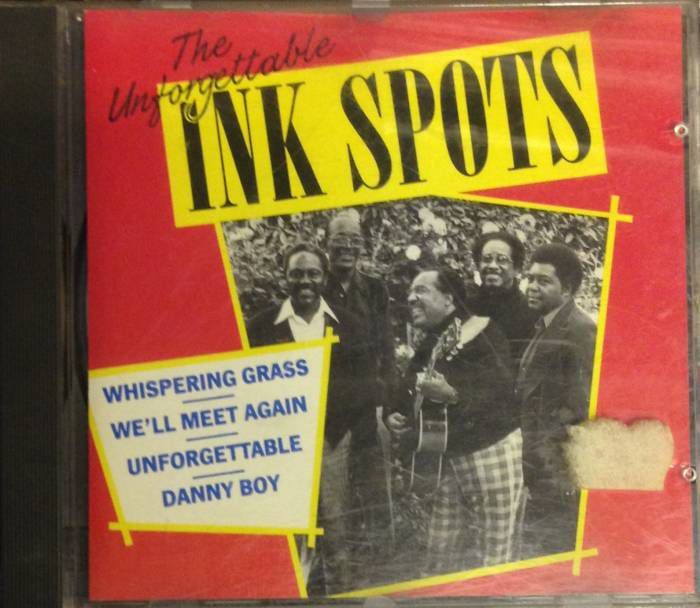 The
Unforgettable
INK SPOTS
WHISPERING GRASS
WE'LL MEET AGAIN
UNFORGETTABLE
DANNY BOY